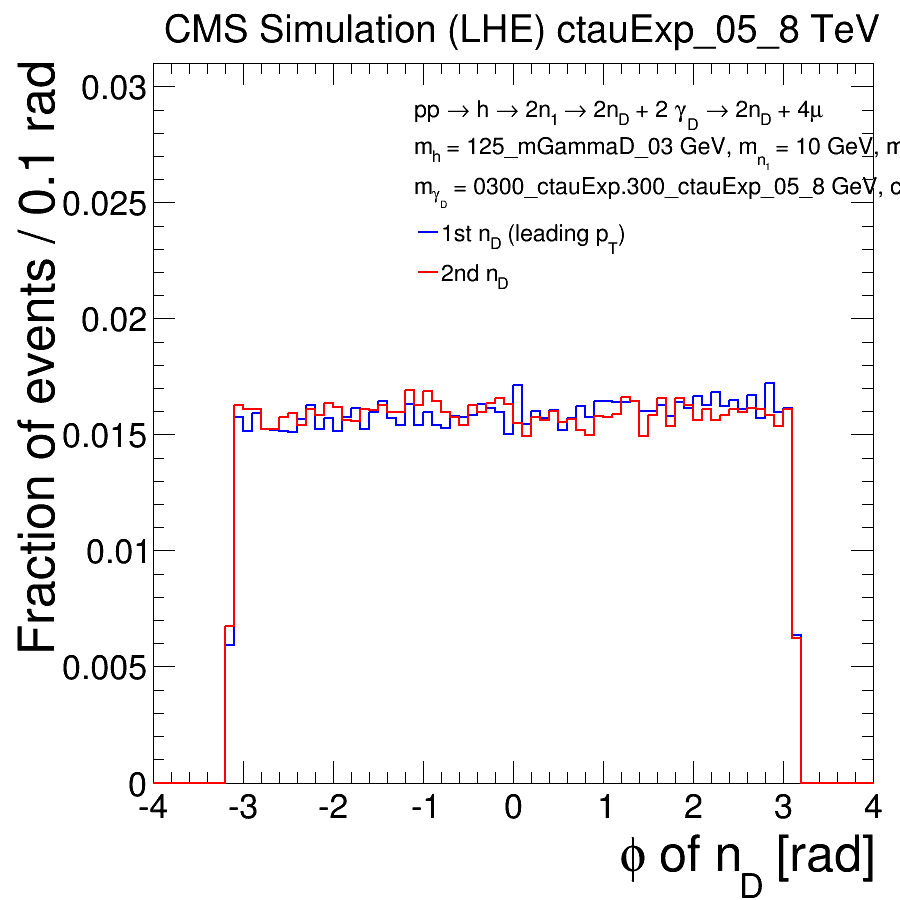 CMS Simulation (LHE) ctauExp_05_8 TeV
Fraction of events / 0.1 rad
0.03
0.025
0.02
0.015
0.01
0.005
0
pp → h → 2n1 → 2nD + 2 γD → 2nD + 4μ
mh = 125_mGammaD_03 GeV, mn1 = 10 GeV, m
mγD = 0300_ctauExp.300_ctauExp_05_8 GeV, c
1st nD (leading pT)
2nd nD
-4 -3 -2 -1 0 1 2 3 4
ϕ of nD [rad]